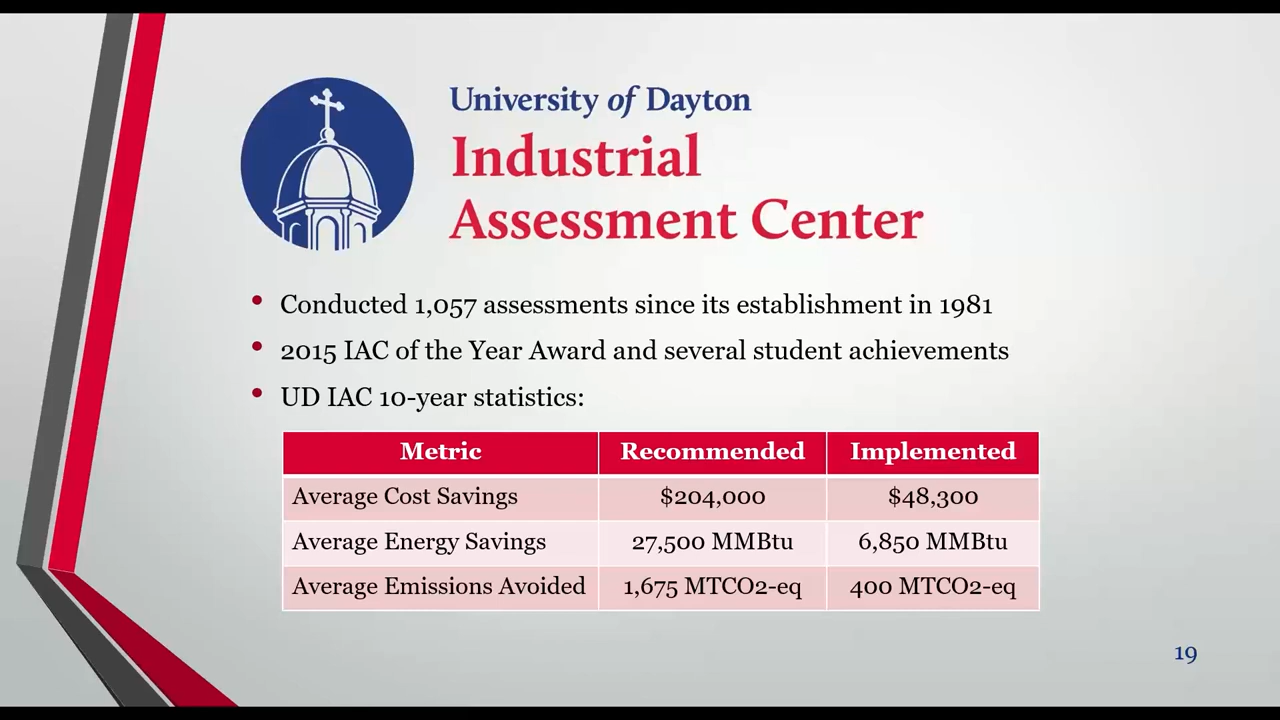 University of Dayton
Industrial
Assessment Center
• Conducted 1,057 assessments since its establishment in 1981
• 2015 IAC of the Year Award and several student achievements
• UD IAC 10-year statistics:
Metric Recommended Implemented
Average Cost Savings $204,000 $48,300
Average Energy Savings 27,500 MMBtu 6,850 MMBtu
Average Emissions Avoided 1,675 MTCO2-eq 400 MTCO2-eq
19